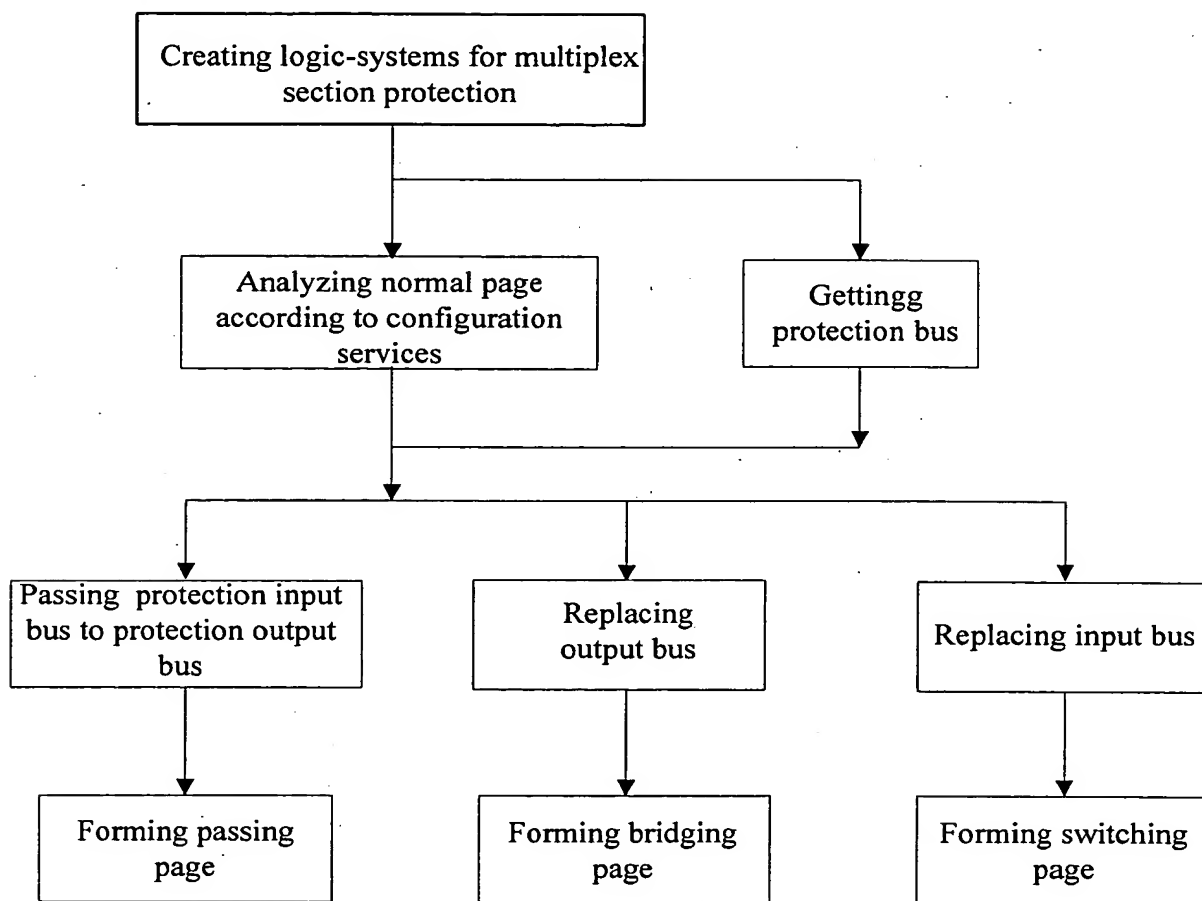 Creating logic-systems for multiplex
section protection
Analyzing normal page
according to configuration
services
Gettingg
protection bus
Passing protection input
bus to protection output
bus
Replacing
output bus
Replacing input bus
Forming passing
page
Forming bridging
page
Forming switching
page